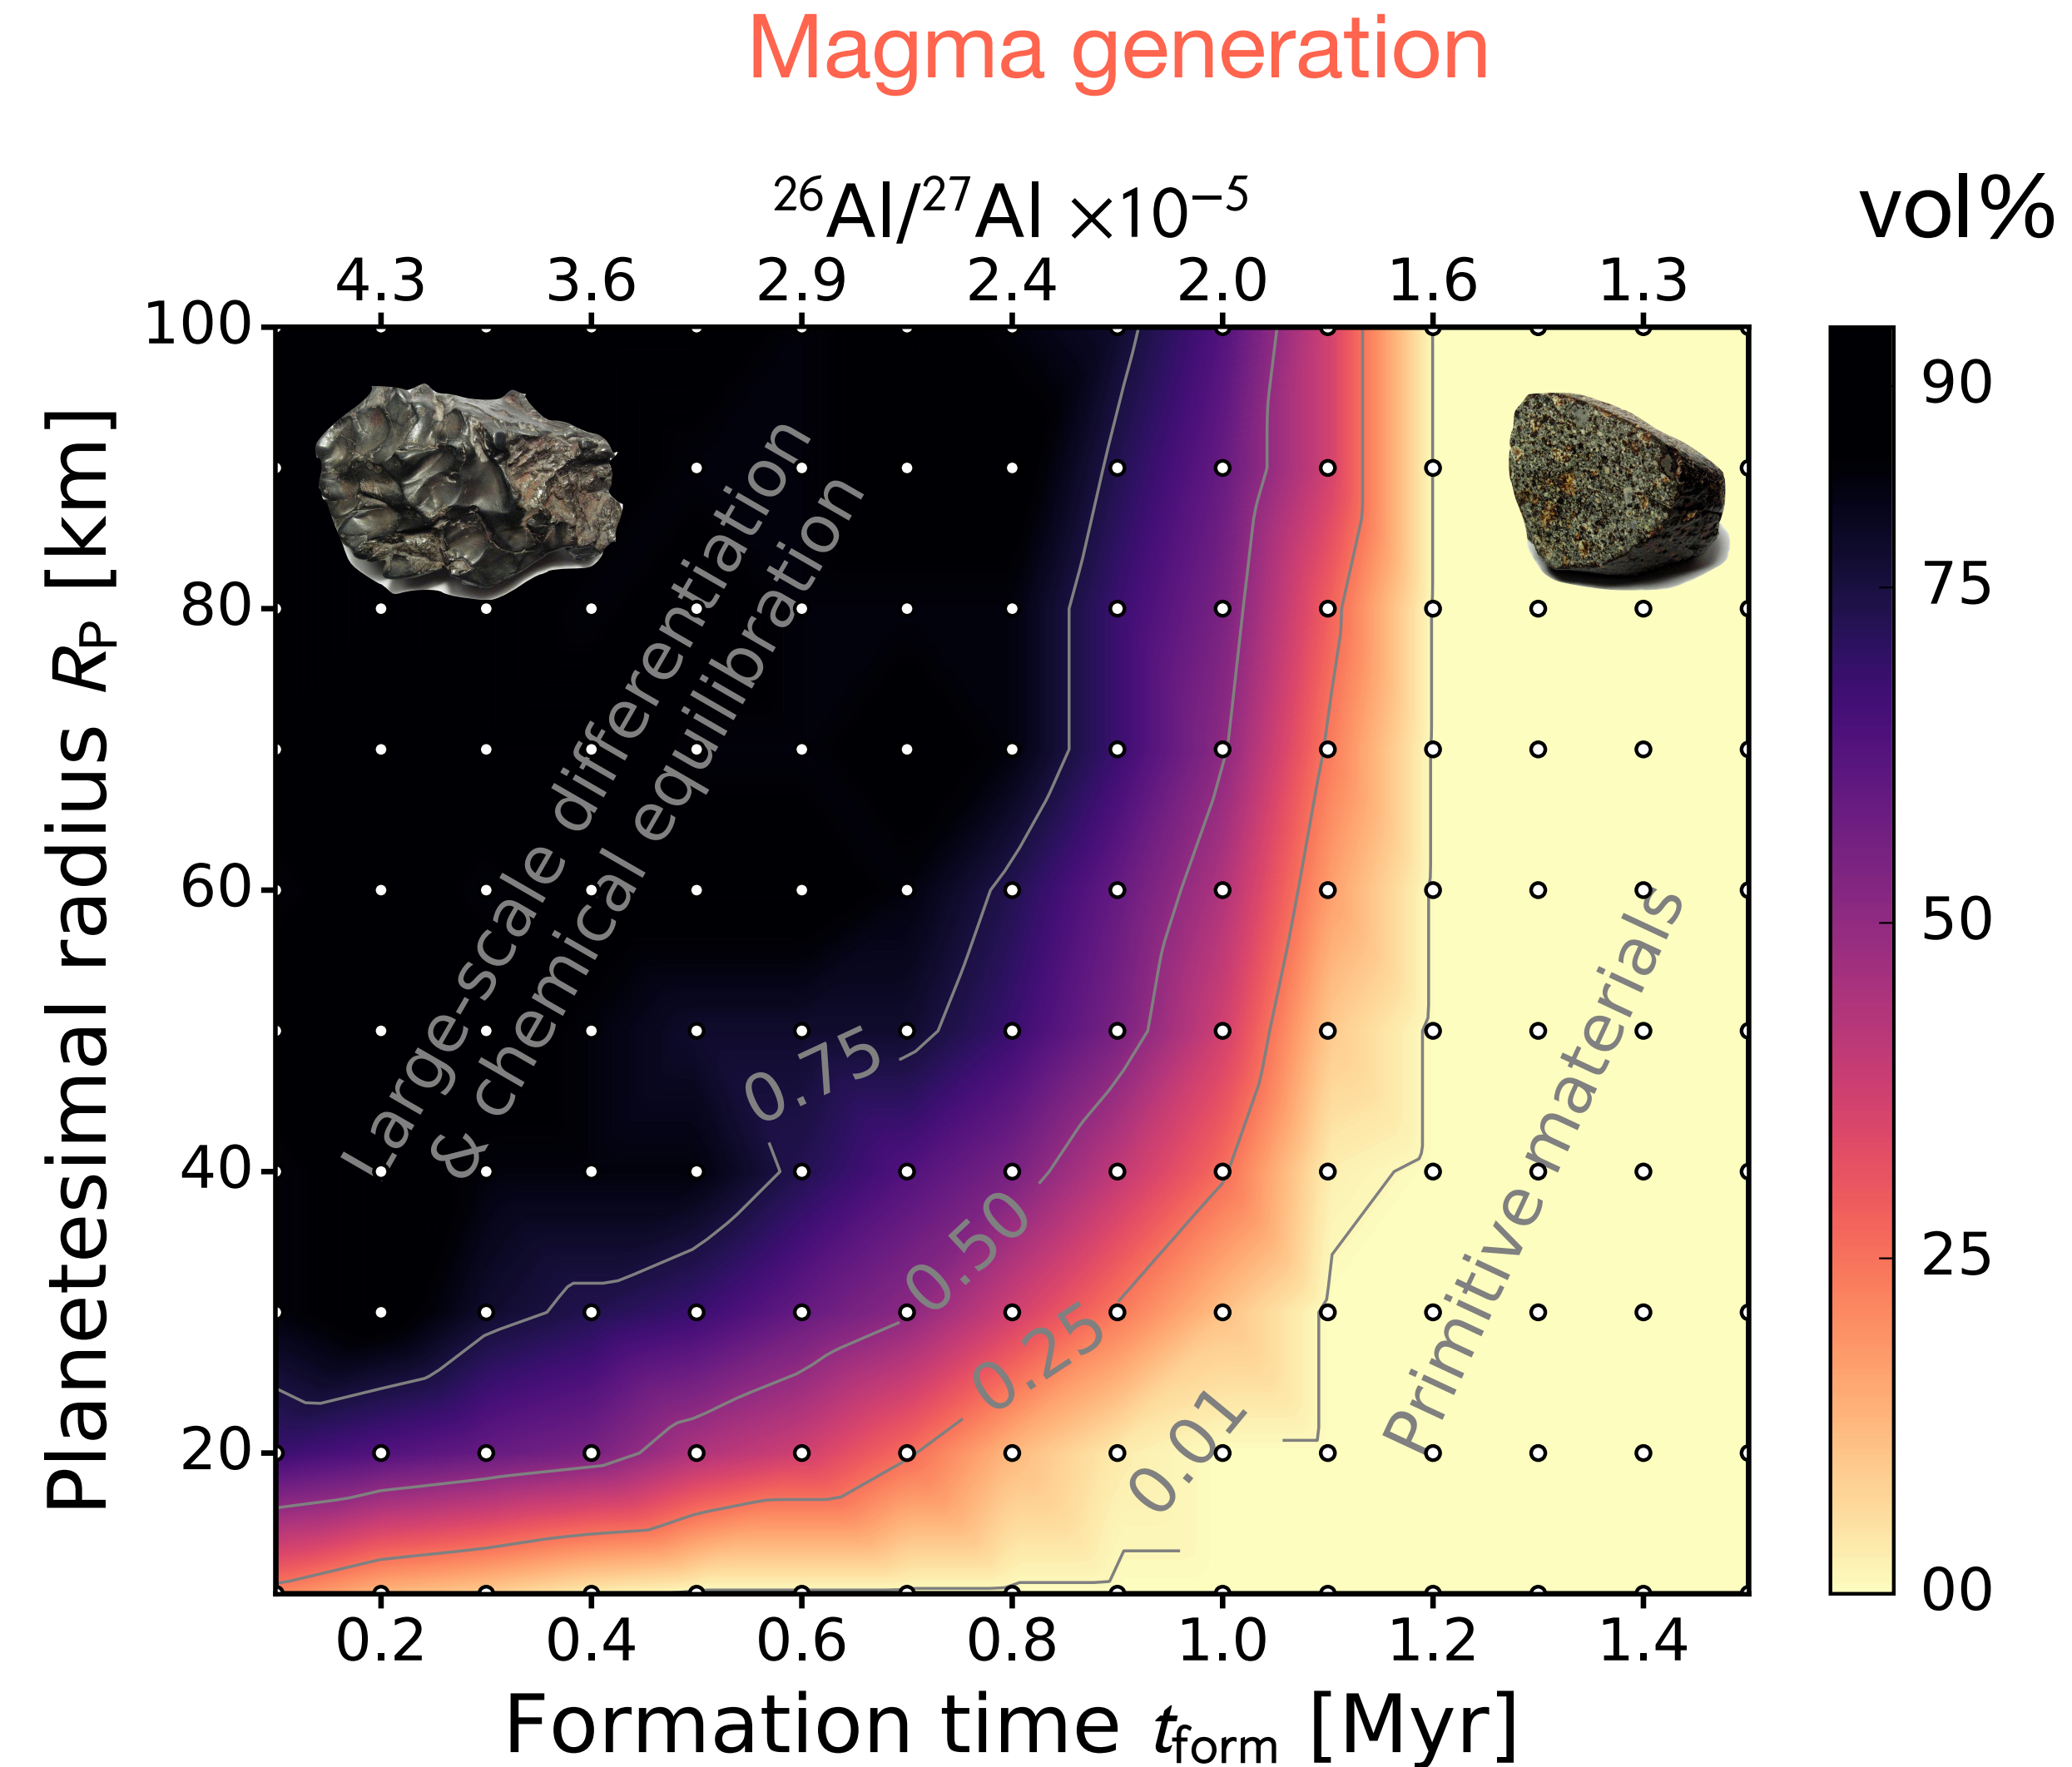 Magma generation
²⁶Al/²⁷Al ×10⁻⁵
vol%
4.3 3.6 2.9 2.4 2.0 1.6 1.3
100
80
60
40
20
Planetesimal radius R_P [km]
Large-scale differentiation
& chemical equilibration
0.75
0.50
0.25
0.01
Primitive materials
90
75
50
25
00
0.2 0.4 0.6 0.8 1.0 1.2 1.4
Formation time t_form [Myr]